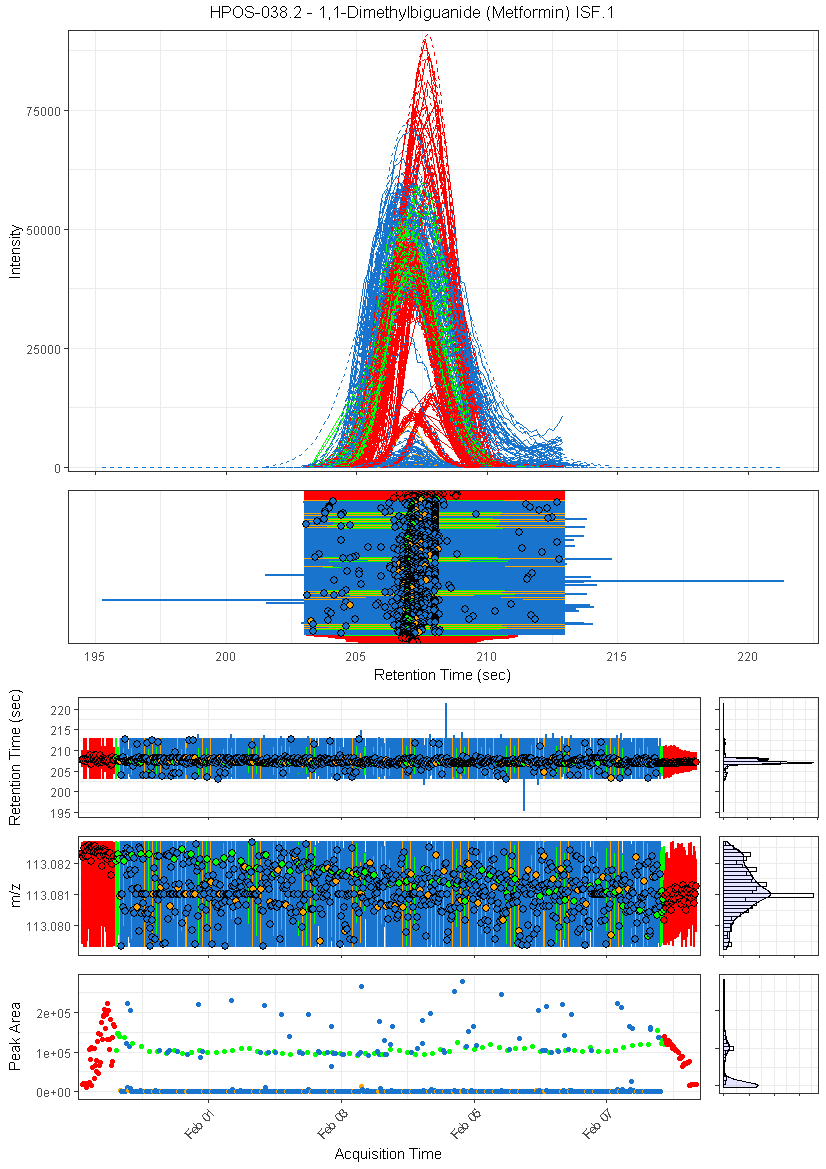 HPOS-038.2 - 1,1-Dimethylbiguanide (Metformin) ISF.1
75000
50000
25000
0
Intensity
195
200
205
210
215
220
Retention Time (sec)
220
215
210
205
200
195
Retention Time (sec)
113.082
113.081
113.080
m/z
2e+05
1e+05
0e+00
Peak Area
Feb 01
Feb 03
Feb 05
Feb 07
Acquisition Time